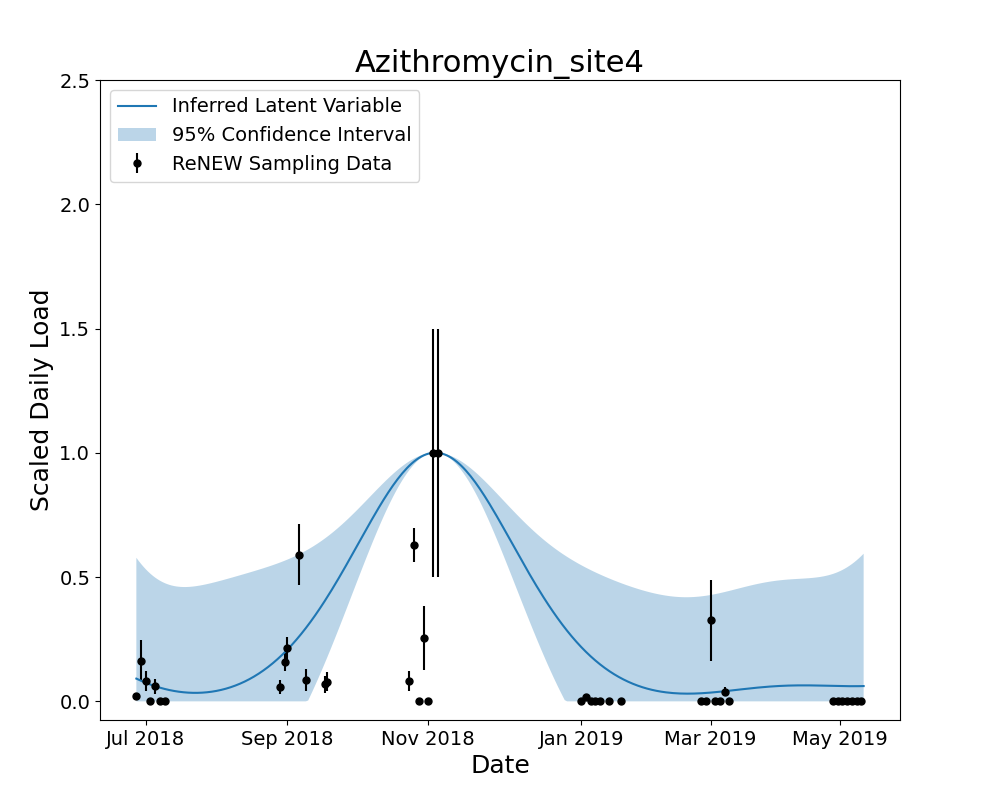 Azithromycin_site4
Inferred Latent Variable
95% Confidence Interval
ReNEW Sampling Data
Scaled Daily Load
2.5
2.0
1.5
1.0
0.5
0.0
Jul 2018 Sep 2018 Nov 2018 Jan 2019 Mar 2019 May 2019
Date